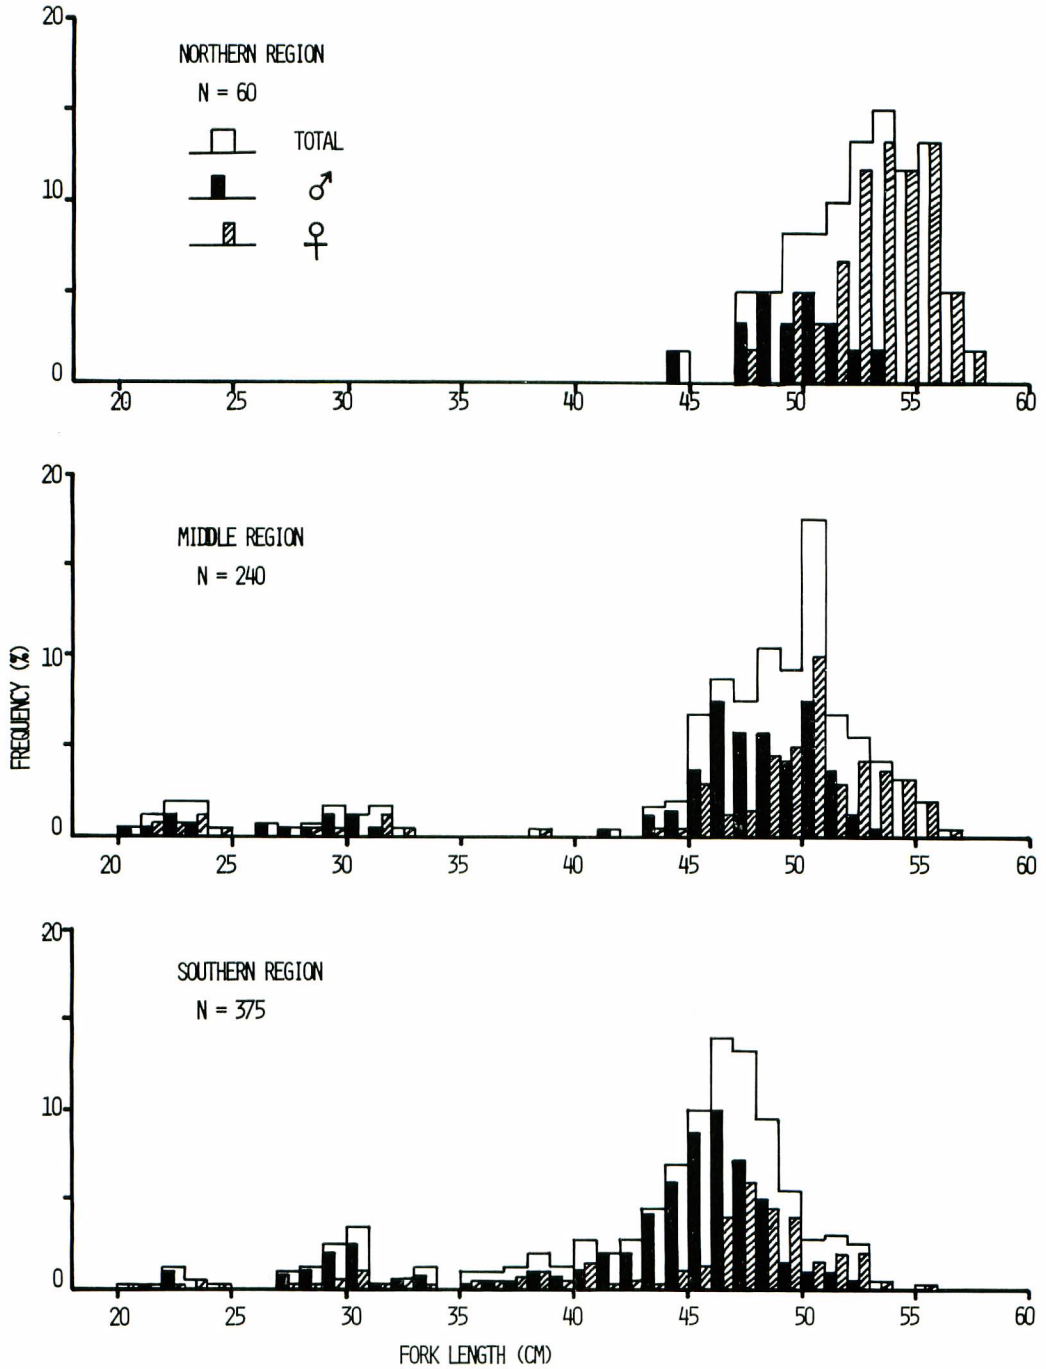 20
NORTHERN REGION
N = 60
TOTAL
♂
♀
10
0
20 25 30 35 40 45 50 55 60
20
MIDDLE REGION
N = 240
10
0
20 25 30 35 40 45 50 55 60
FREQUENCY (%)
20
SOUTHERN REGION
N = 375
10
0
20 25 30 35 40 45 50 55 60
FORK LENGTH (CM)